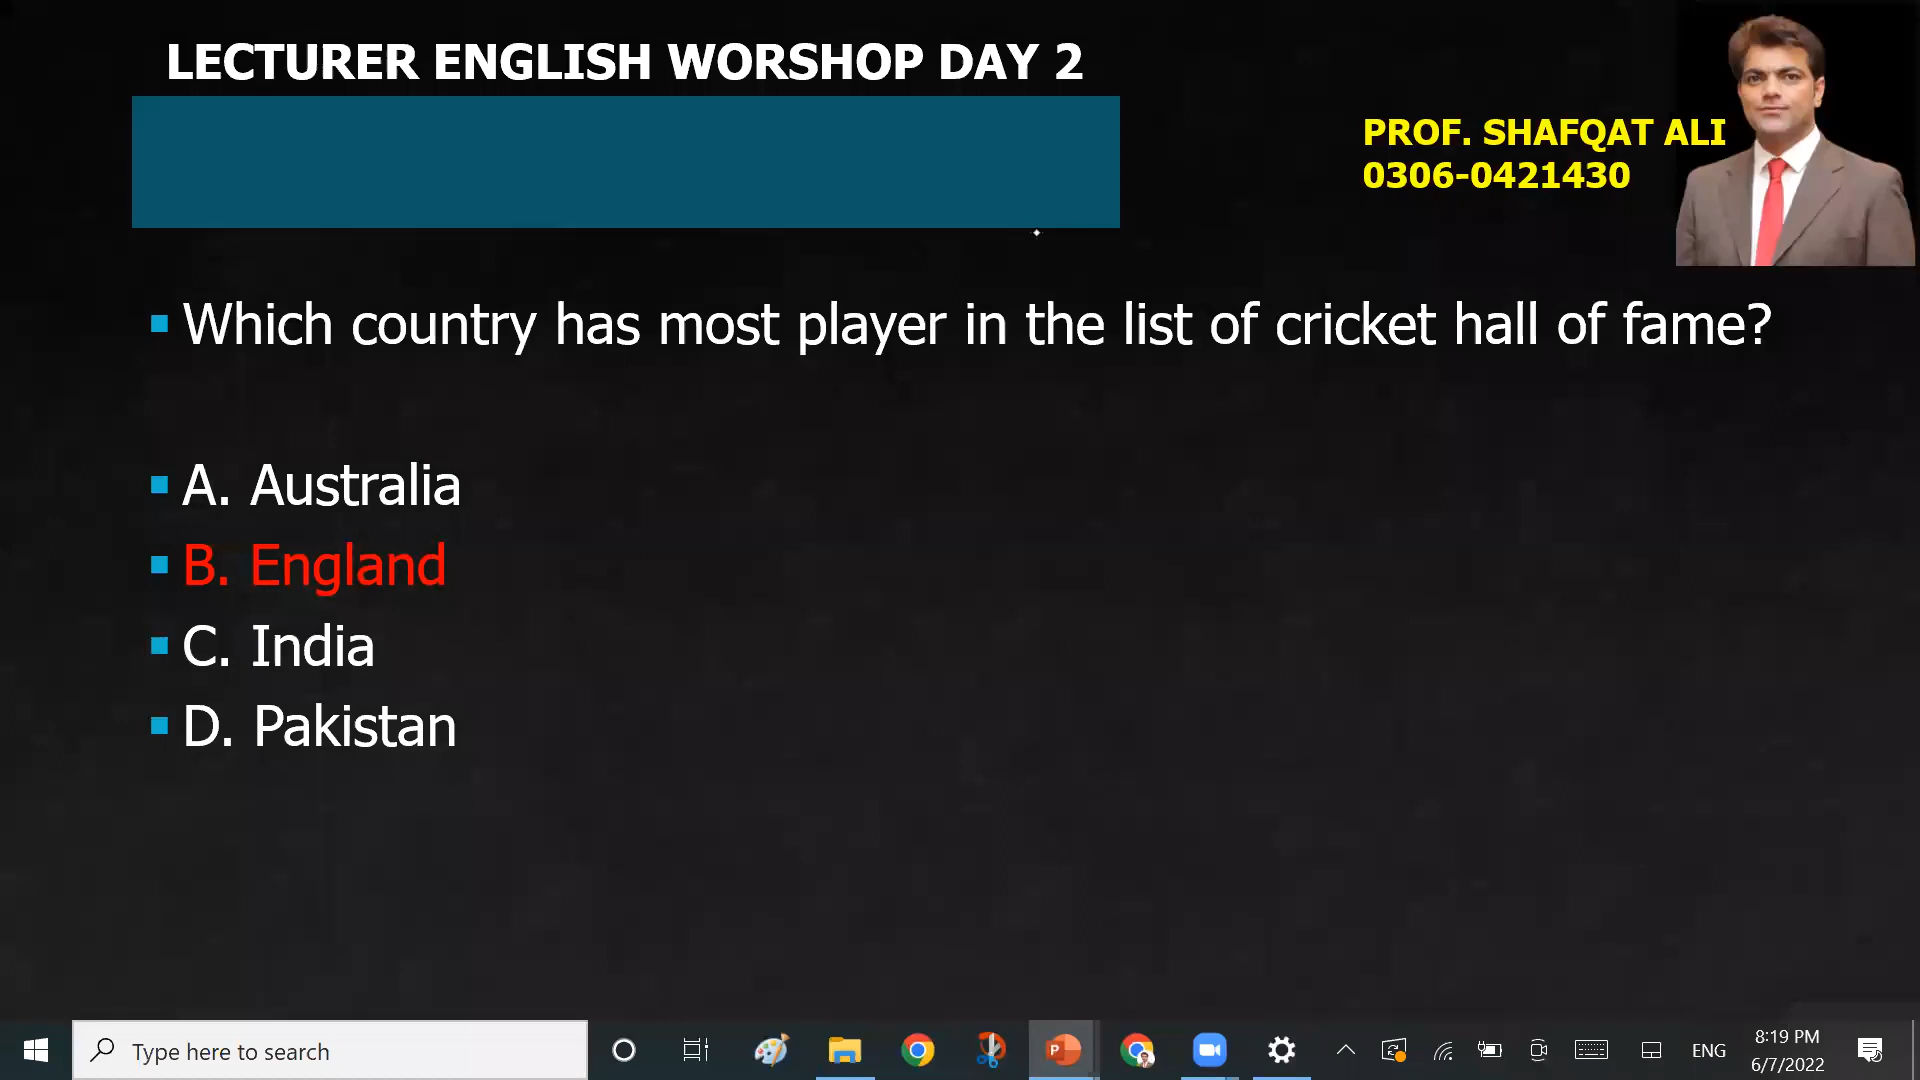 LECTURER ENGLISH WORSHOP DAY 2
PROF. SHAFQAT ALI
0306-0421430
Which country has most player in the list of cricket hall of fame?
A. Australia
B. England
C. India
D. Pakistan
Type here to search
ENG
8:19 PM
6/7/2022